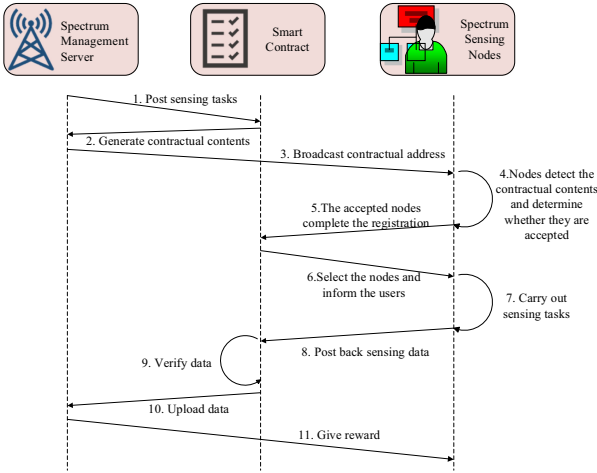 Spectrum
Management
Server
Smart
Contract
Spectrum
Sensing
Nodes
1. Post sensing tasks
2. Generate contractual contents
3. Broadcast contractual address
4.Nodes detect the
contractual contents
and determine
whether they are
accepted
5.The accepted nodes
complete the registration
6.Select the nodes and
inform the users
7. Carry out
sensing tasks
8. Post back sensing data
9. Verify data
10. Upload data
11. Give reward